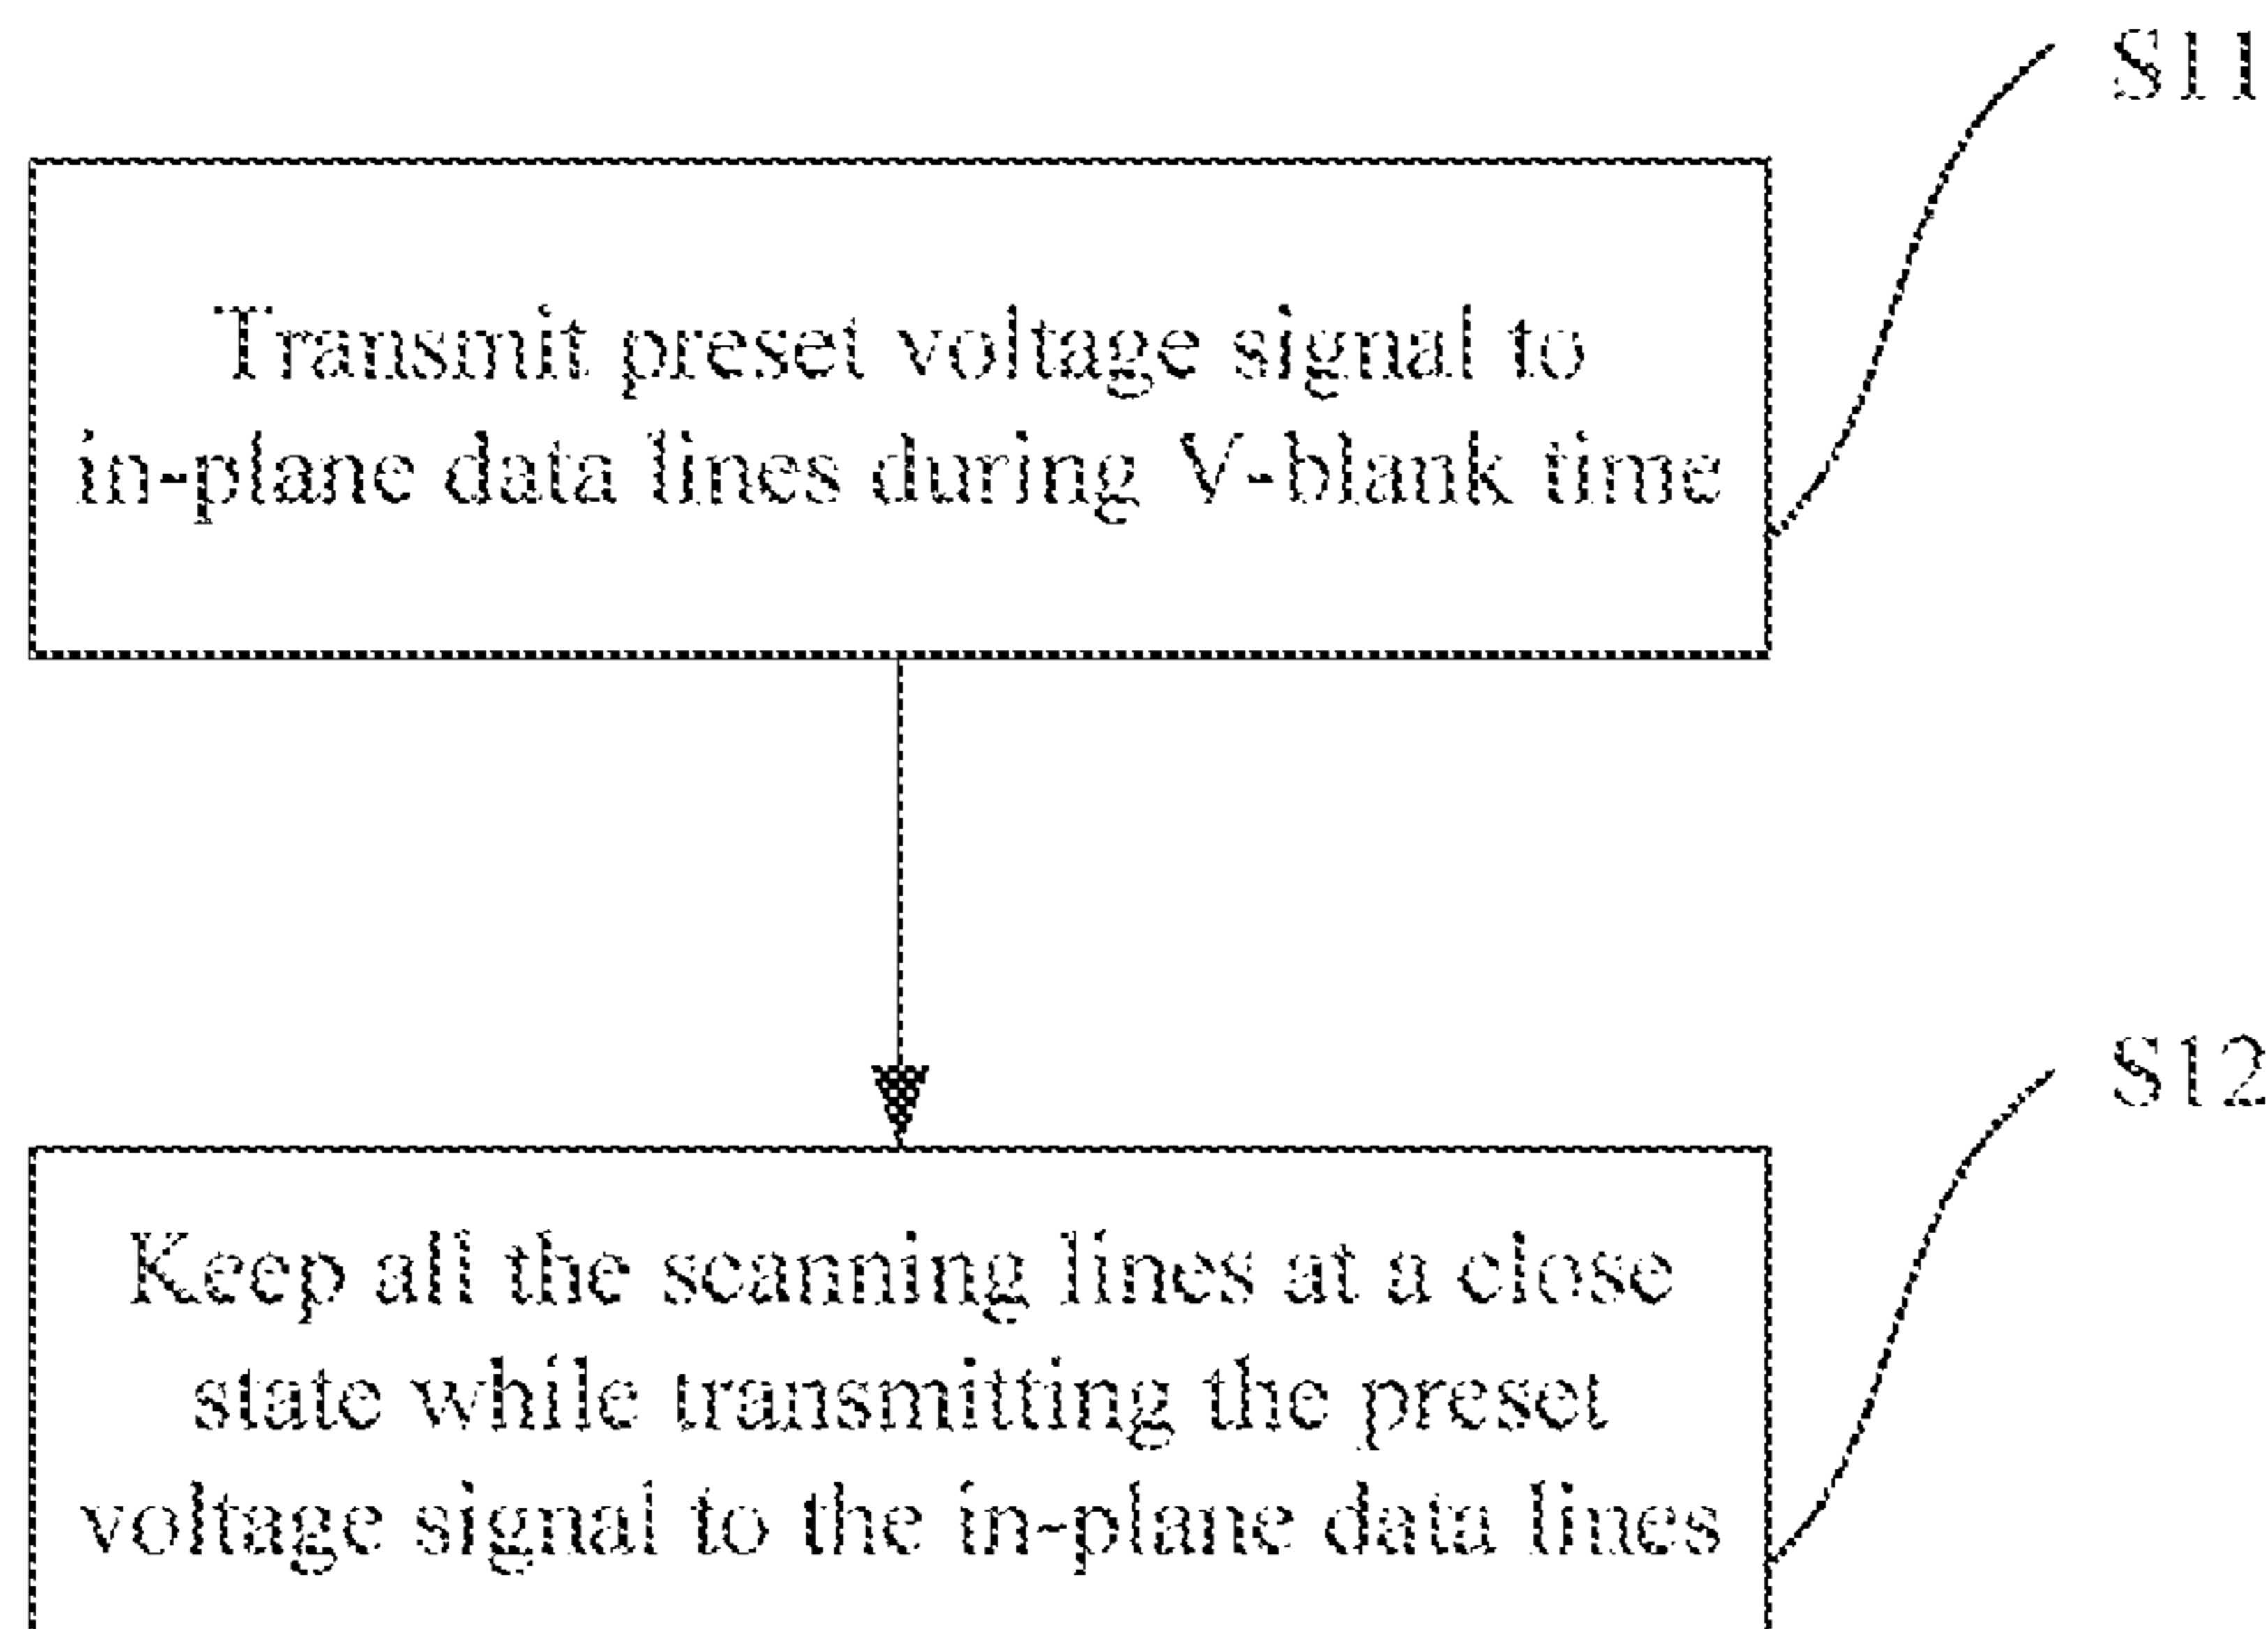 S11
Transmit preset voltage signal to
in-plane data lines during V-blank time
S12
Keep all the scanning lines at a close
state while transmitting the preset
voltage signal to the in-plane data lines